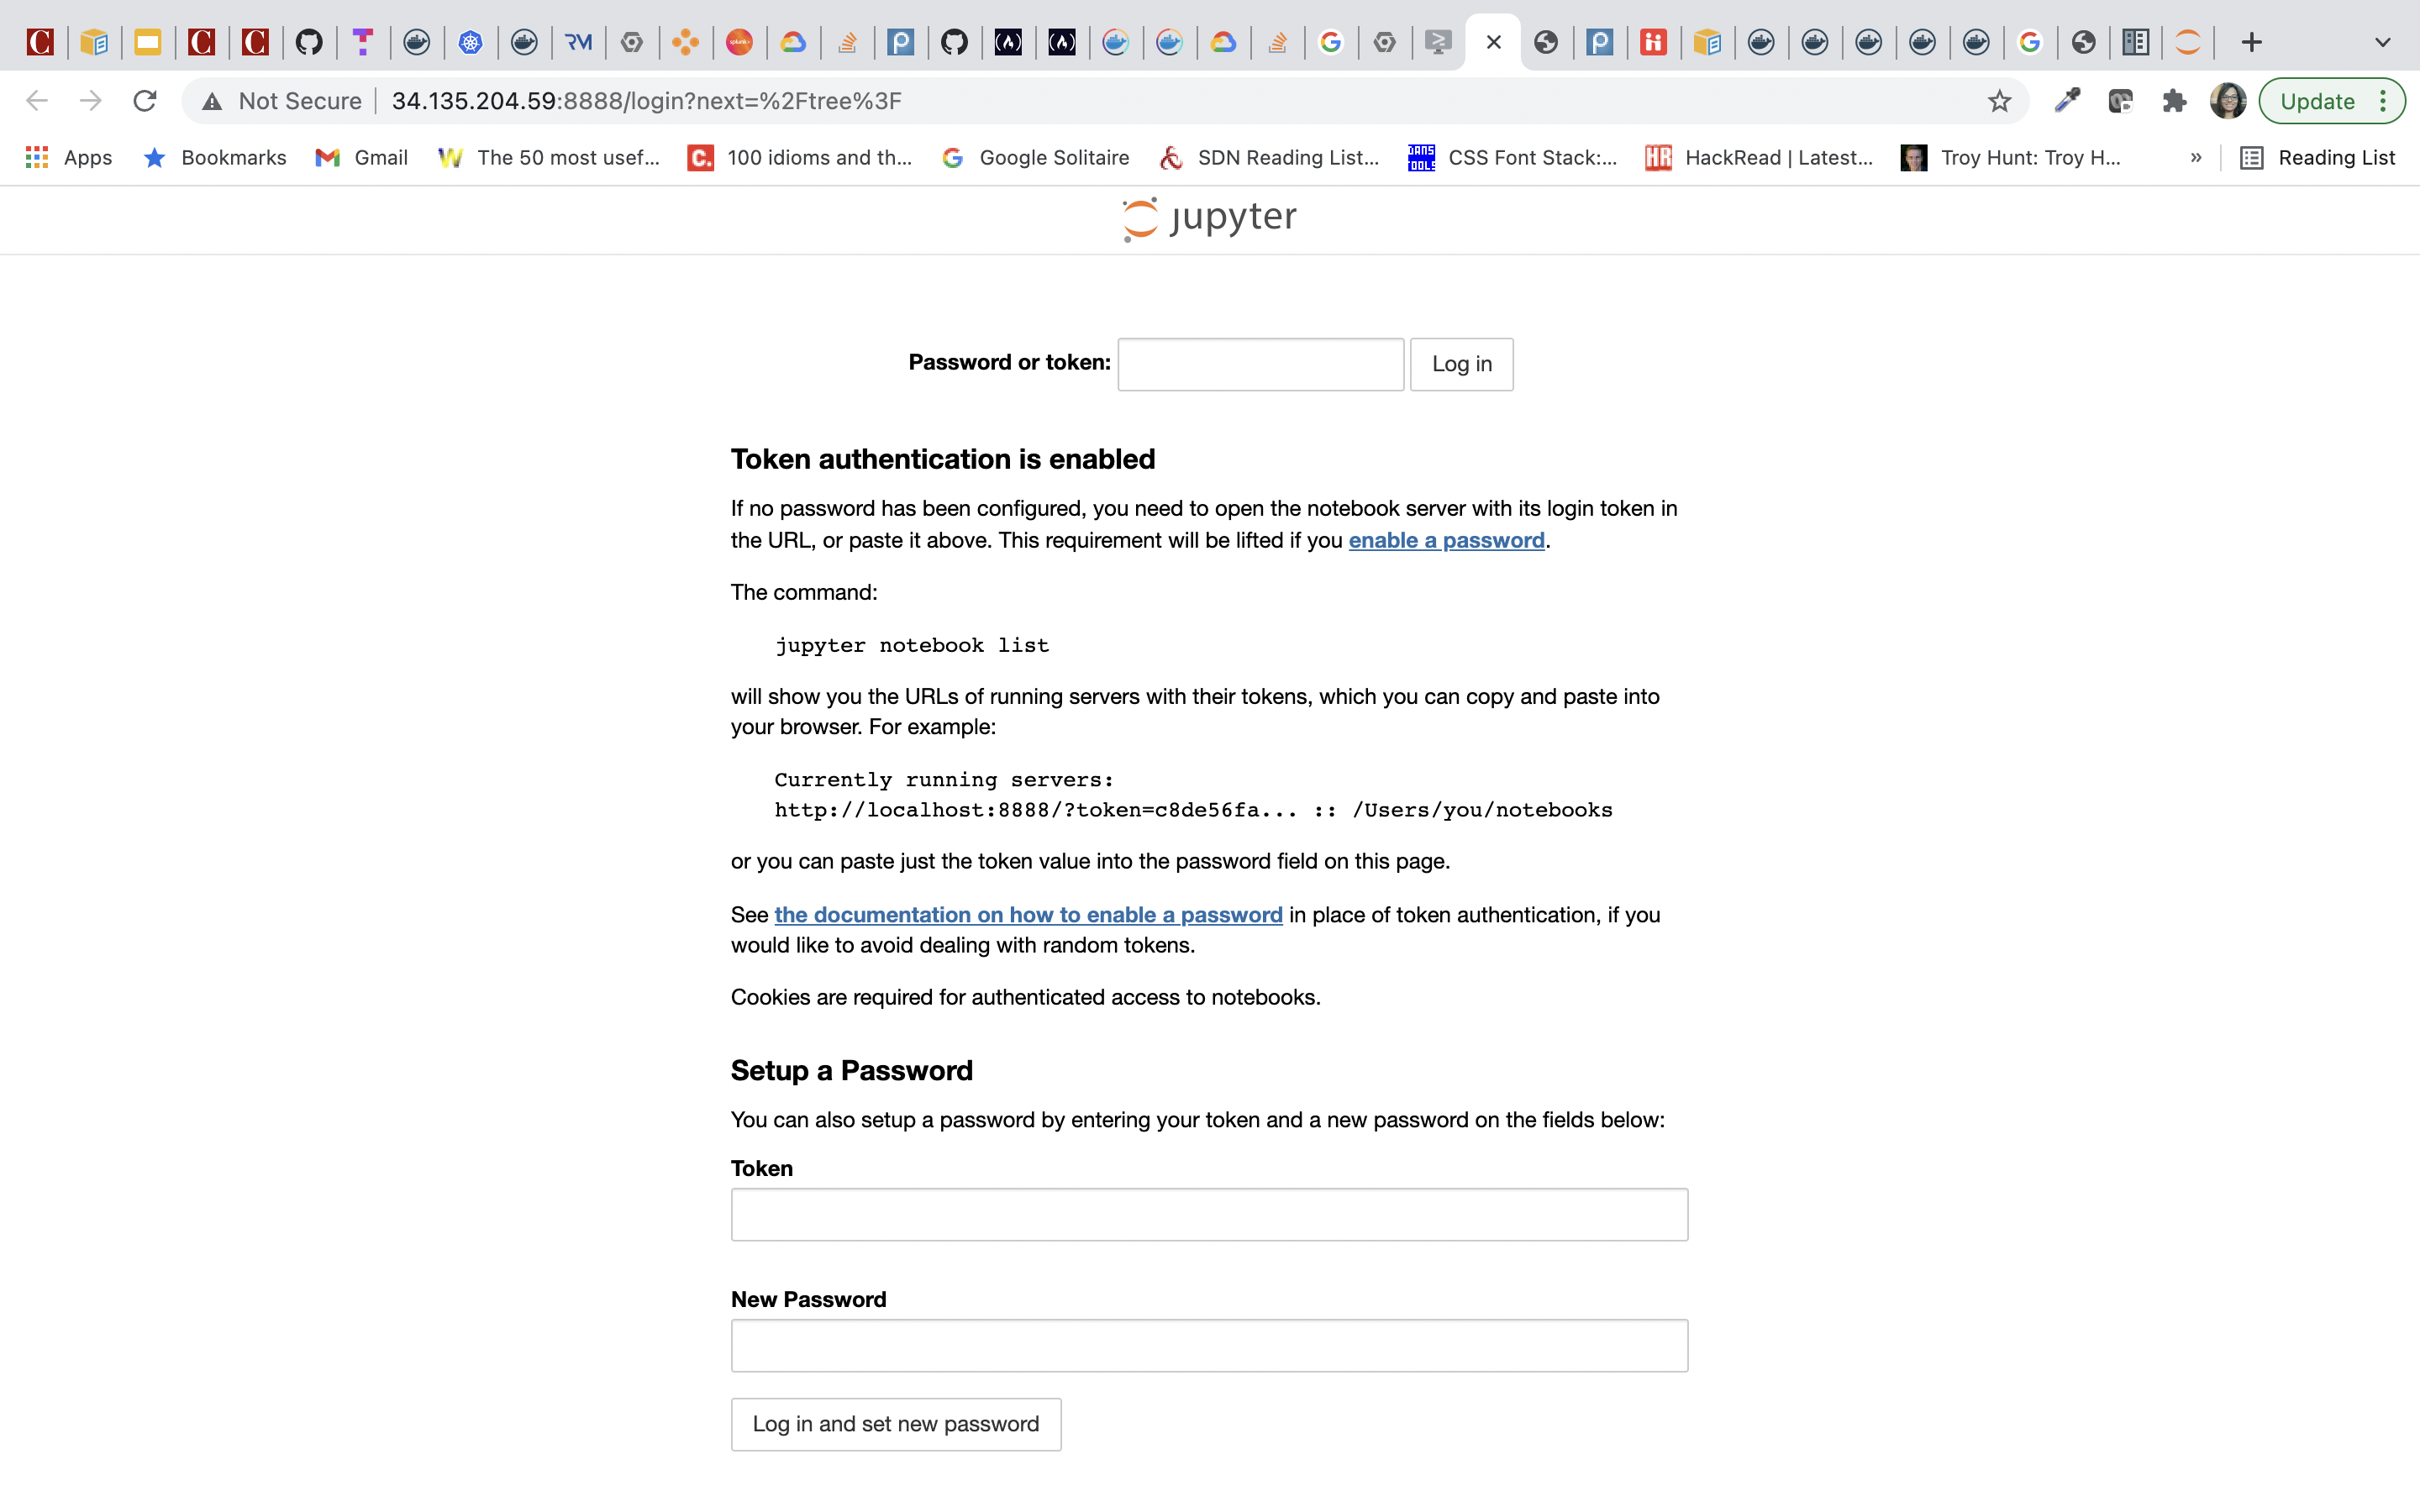 Not Secure 34.135.204.59:8888/login?next=%2Ftree%3F Update
Apps Bookmarks Gmail The 50 most usef... 100 idioms and th... Google Solitaire SDN Reading List... CSS Font Stack:... HackRead | Latest... Troy Hunt: Troy H... » Reading List
jupyter
Password or token: Log in
Token authentication is enabled
If no password has been configured, you need to open the notebook server with its login token in
the URL, or paste it above. This requirement will be lifted if you enable a password.
The command:
jupyter notebook list
will show you the URLs of running servers with their tokens, which you can copy and paste into
your browser. For example:
Currently running servers:
http://localhost:8888/?token=c8de56fa... :: /Users/you/notebooks
or you can paste just the token value into the password field on this page.
See the documentation on how to enable a password in place of token authentication, if you
would like to avoid dealing with random tokens.
Cookies are required for authenticated access to notebooks.
Setup a Password
You can also setup a password by entering your token and a new password on the fields below:
Token
New Password
Log in and set new password